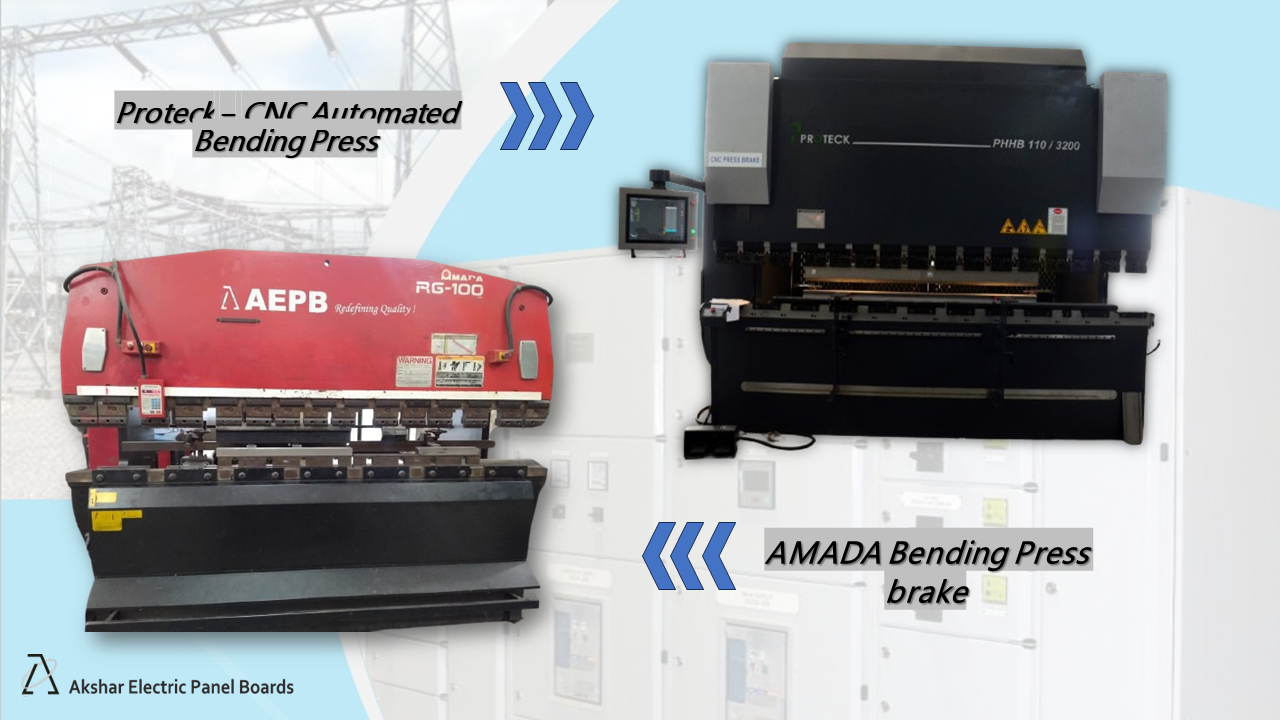 Proteck – CNC Automated
Bending Press
PROTECK
PHHB 110 / 3200
CNC PRESS BRAKE
AMADA
RG-100
AEPB
Redefining Quality !
WARNING
AMADA Bending Press
brake
Akshar Electric Panel Boards